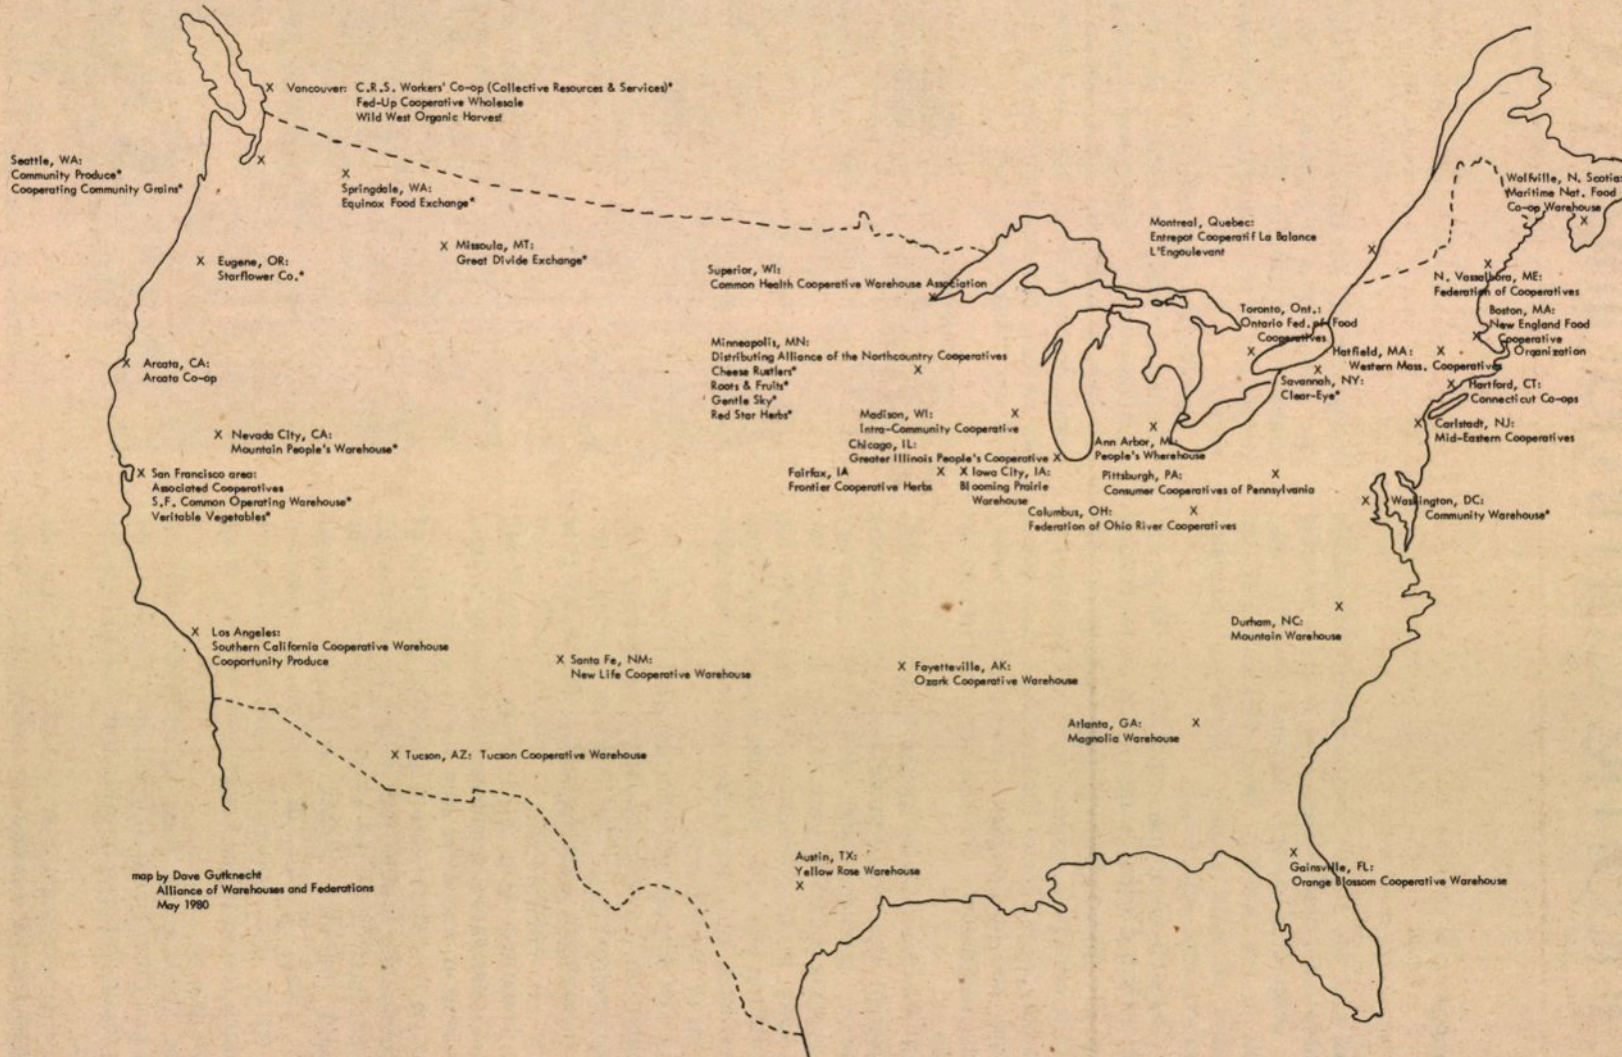 Vancouver: C.R.S. Workers' Co-op (Collective Resources & Services)*
Fed-Up Cooperative Wholesale
Wild West Organic Harvest
Seattle, WA:
Community Produce*
Cooperating Community Grains*
X
X
X
Springdale, WA:
Equinox Food Exchange*
X Eugene, OR:
Starflower Co.*
X Missoula, MT:
Great Divide Exchange*
X Arcata, CA:
Arcata Co-op
X Nevada City, CA:
Mountain People's Warehouse*
X San Francisco area:
Associated Cooperatives
S.F. Common Operating Warehouse*
Veritable Vegetables*
X Los Angeles:
Southern California Cooperative Warehouse
Cooportunity Produce
X Santa Fe, NM:
New Life Cooperative Warehouse
X Tucson, AZ: Tucson Cooperative Warehouse
Superior, WI:
Common Health Cooperative Warehouse Association
X
Minneapolis, MN:
Distributing Alliance of the Northcountry Cooperatives
Cheese Rustlers*
Roots & Fruits*
Gentle Sky*
Red Star Herbs*
X
Madison, WI:
Intra-Community Cooperative
X
Chicago, IL:
Greater Illinois People's Cooperative X
Fairfax, IA
Frontier Cooperative Herbs
X
X Iowa City, IA:
Blooming Prairie
Warehouse
Ann Arbor, MI:
People's Wherehouse
X
Pittsburgh, PA:
Consumer Cooperatives of Pennsylvania
X
Columbus, OH:
Federation of Ohio River Cooperatives
X
Montreal, Quebec:
Entrepot Cooperatif La Balance
L'Engoulevant
X
Toronto, Ont.:
Ontario Fed. of Food
Cooperatives
X
Wolfville, N. Scotia:
Maritime Nat. Food
Co-op Warehouse
X
X
N. Vassalboro, ME:
Federation of Cooperatives
Boston, MA:
New England Food
Cooperative
Organization
X
Hatfield, MA:
Western Mass. Cooperatives
X
Savannah, NY:
Clear-Eye*
X
X Hartford, CT:
Connecticut Co-ops
X Carlstadt, NJ:
Mid-Eastern Cooperatives
X Washington, DC:
Community Warehouse*
Durham, NC:
Mountain Warehouse
X
X Fayetteville, AK:
Ozark Cooperative Warehouse
Atlanta, GA:
Magnolia Warehouse
X
Austin, TX:
Yellow Rose Warehouse
X
X
Gainsville, FL:
Orange Blossom Cooperative Warehouse
map by Dave Gutknecht
Alliance of Warehouses and Federations
May 1980